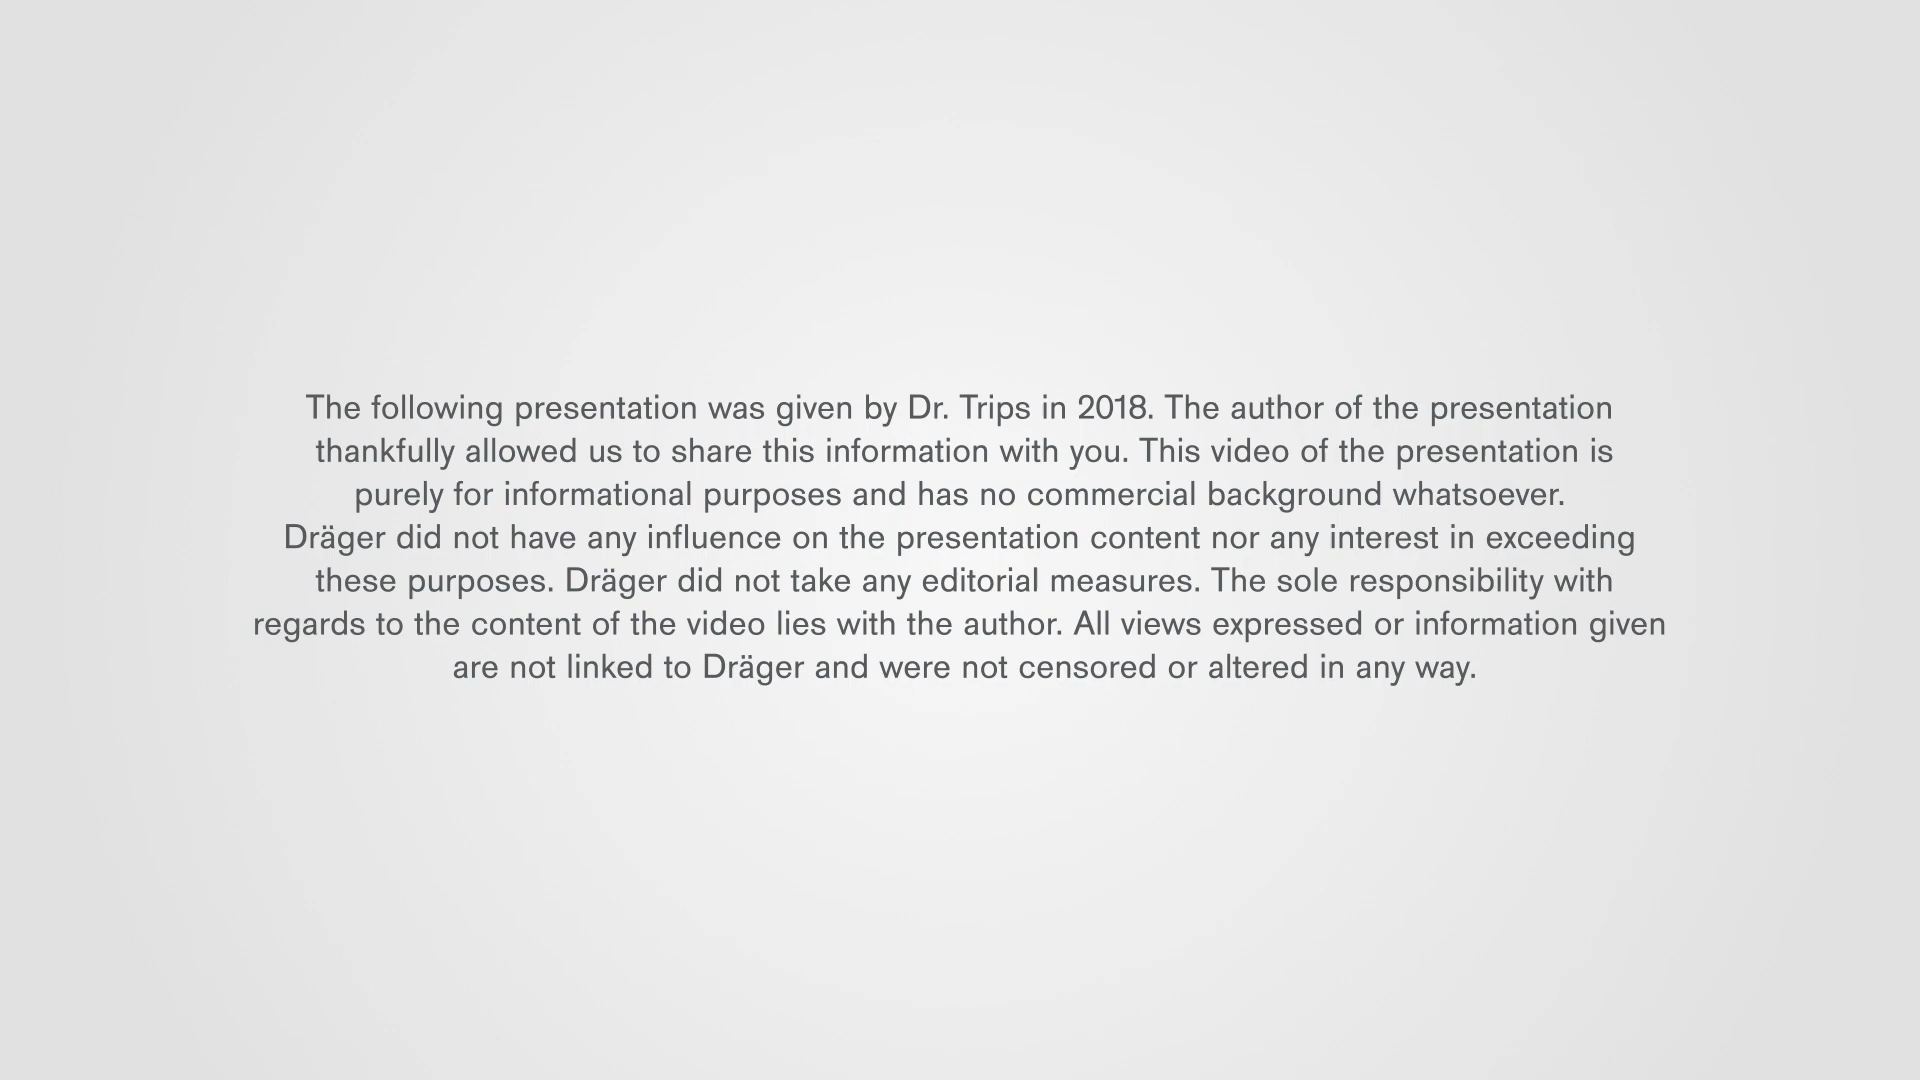 The following presentation was given by Dr. Trips in 2018. The author of the presentation
thankfully allowed us to share this information with you. This video of the presentation is
purely for informational purposes and has no commercial background whatsoever.
Dräger did not have any influence on the presentation content nor any interest in exceeding
these purposes. Dräger did not take any editorial measures. The sole responsibility with
regards to the content of the video lies with the author. All views expressed or information given
are not linked to Dräger and were not censored or altered in any way.